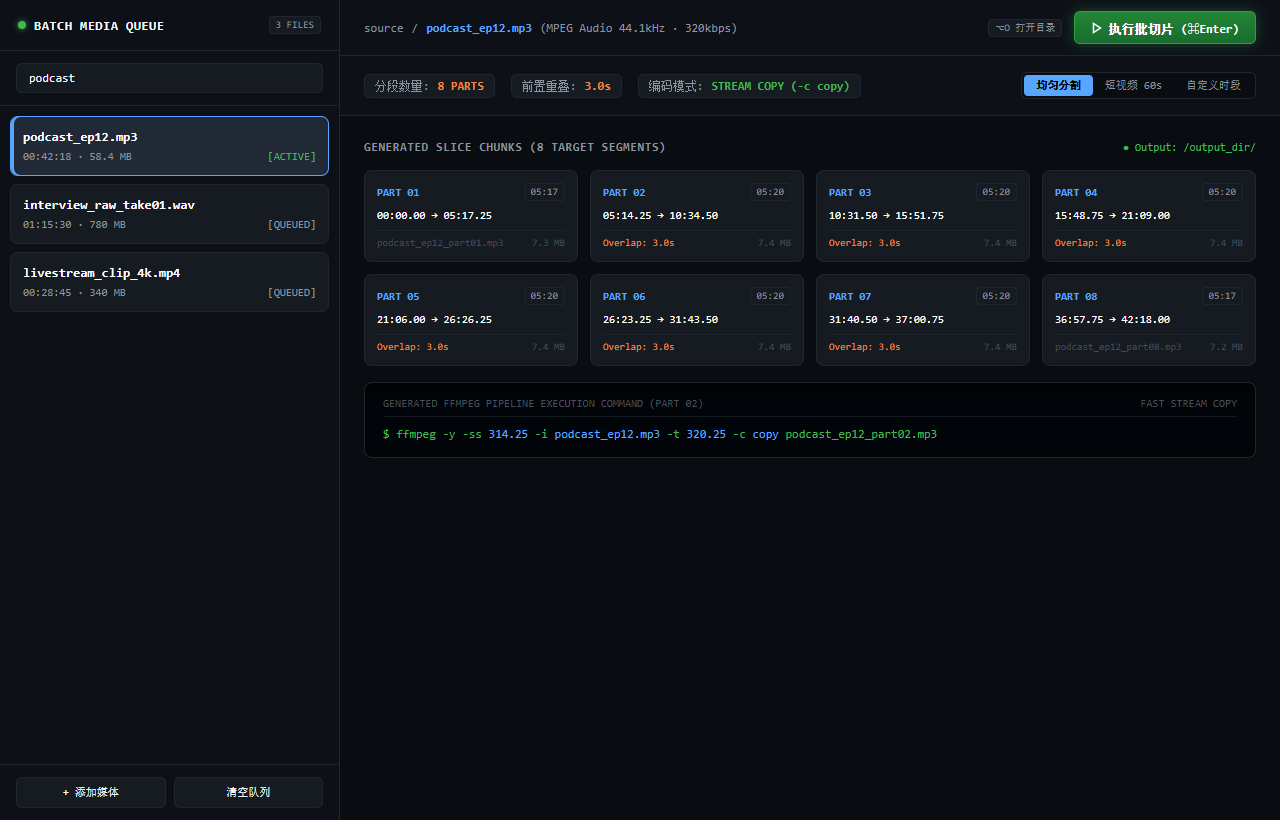 BATCH MEDIA QUEUE
3 FILES
podcast
podcast_ep12.mp3
00:42:18 · 58.4 MB
[ACTIVE]
interview_raw_take01.wav
01:15:30 · 780 MB
[QUEUED]
livestream_clip_4k.mp4
00:28:45 · 340 MB
[QUEUED]
+ 添加媒体
清空队列
source / podcast_ep12.mp3 (MPEG Audio 44.1kHz · 320kbps)
⌥O 打开目录
▷ 执行批切片 (⌘Enter)
分段数量: 8 PARTS
前置重叠: 3.0s
编码模式: STREAM COPY (-c copy)
均匀分割
短视频 60s
自定义时段
GENERATED SLICE CHUNKS (8 TARGET SEGMENTS)
● Output: /output_dir/
PART 01
05:17
00:00.00 → 05:17.25
podcast_ep12_part01.mp3
7.3 MB
PART 02
05:20
05:14.25 → 10:34.50
Overlap: 3.0s
7.4 MB
PART 03
05:20
10:31.50 → 15:51.75
Overlap: 3.0s
7.4 MB
PART 04
05:20
15:48.75 → 21:09.00
Overlap: 3.0s
7.4 MB
PART 05
05:20
21:06.00 → 26:26.25
Overlap: 3.0s
7.4 MB
PART 06
05:20
26:23.25 → 31:43.50
Overlap: 3.0s
7.4 MB
PART 07
05:20
31:40.50 → 37:00.75
Overlap: 3.0s
7.4 MB
PART 08
05:17
36:57.75 → 42:18.00
podcast_ep12_part08.mp3
7.2 MB
GENERATED FFMPEG PIPELINE EXECUTION COMMAND (PART 02)
FAST STREAM COPY
$ ffmpeg -y -ss 314.25 -i podcast_ep12.mp3 -t 320.25 -c copy podcast_ep12_part02.mp3